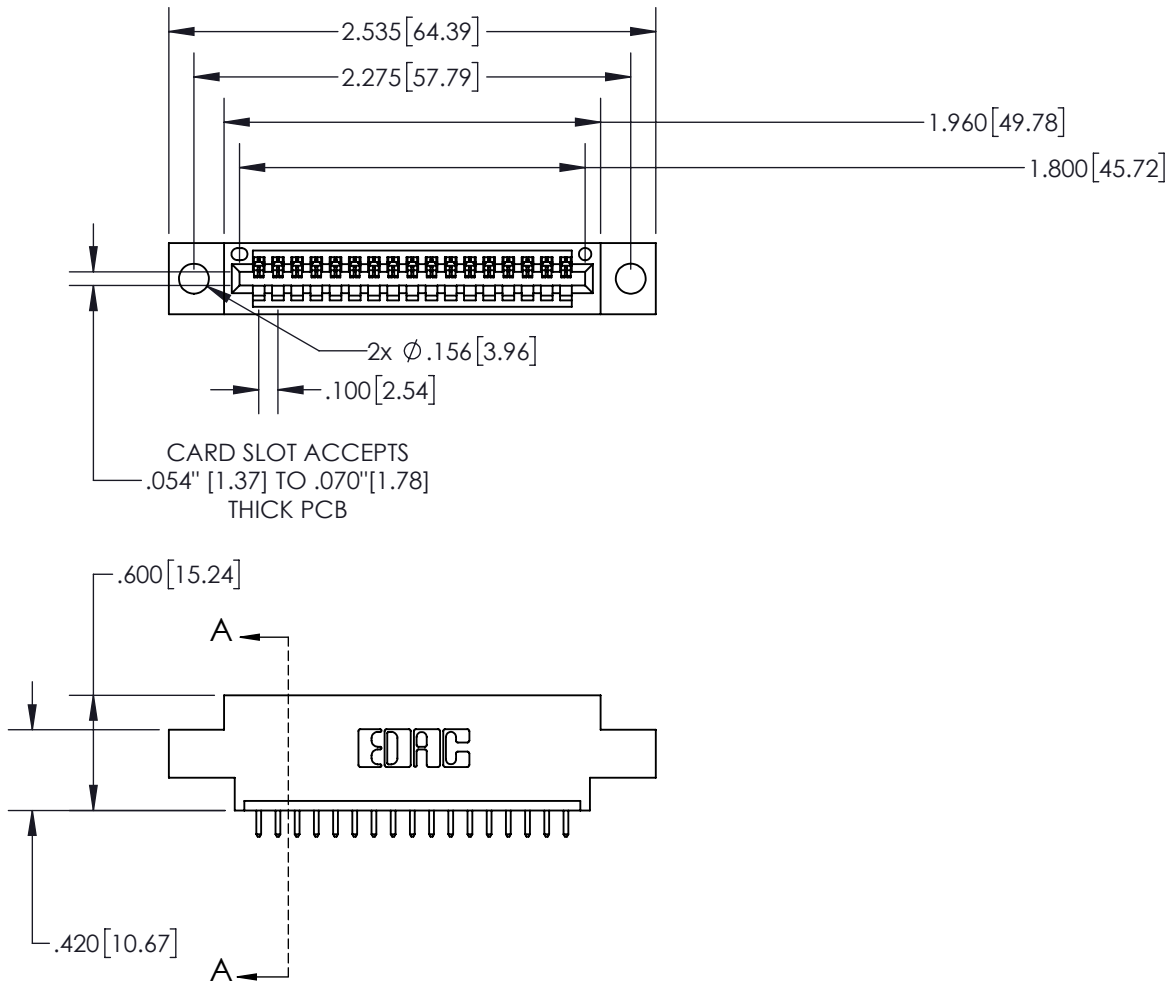 2.535[64.39]
2.275[57.79]
1.960[49.78]
1.800[45.72]
2x Ø.156[3.96]
.100[2.54]
CARD SLOT ACCEPTS
.054" [1.37] TO .070"[1.78]
THICK PCB
.600[15.24]
A
EDAC
.420[10.67]
A